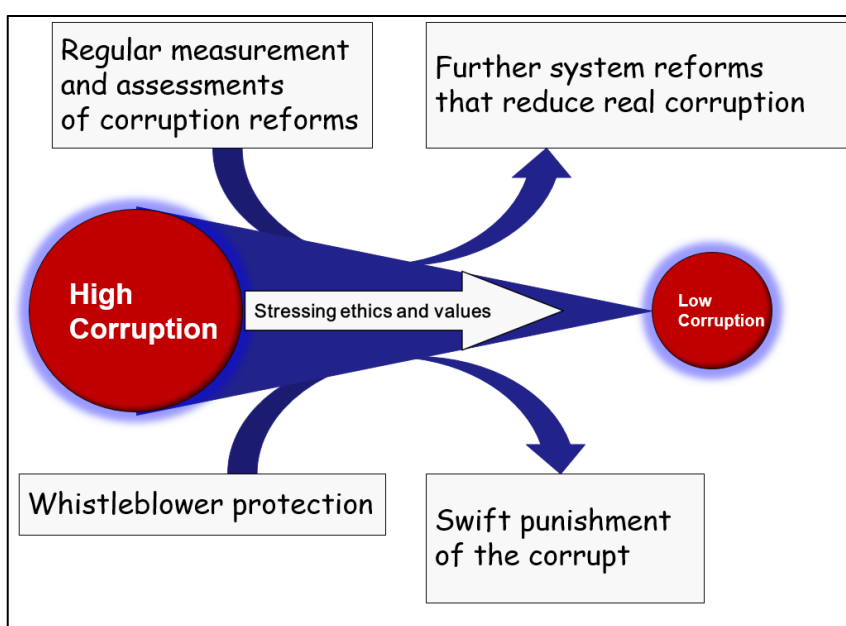 Regular measurement
and assessments
of corruption reforms
Further system reforms
that reduce real corruption
High
Corruption
Stressing ethics and values
Low
Corruption
Whistleblower protection
Swift punishment
of the corrupt